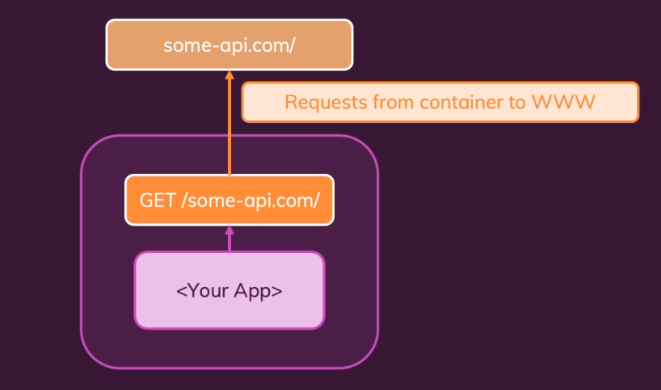 some-api.com/
Requests from container to WWW
GET /some-api.com/
<Your App>